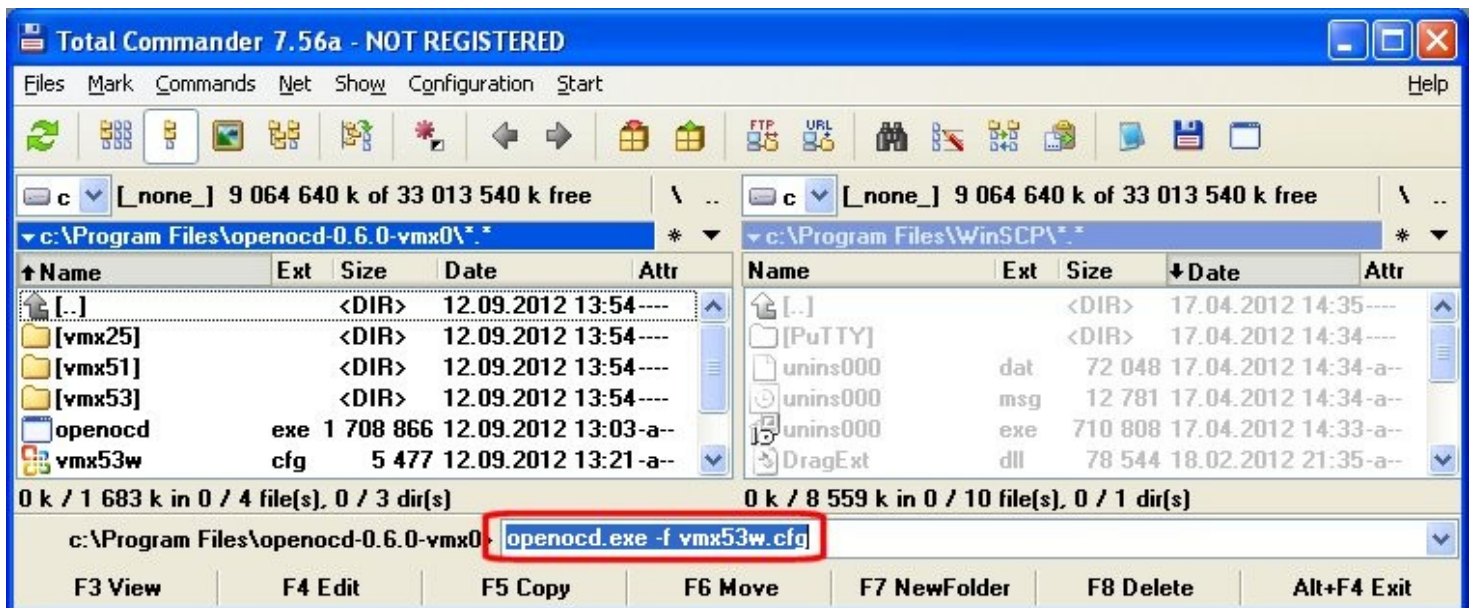 Total Commander 7.56a - NOT REGISTERED
Files Mark Commands Net Show Configuration Start Help
FTP URL
c [_none_] 9 064 640 k of 33 013 540 k free \ .. c [_none_] 9 064 640 k of 33 013 540 k free \ ..
c:\Program Files\openocd-0.6.0-vmx0\*.* * c:\Program Files\WinSCP\*.* *
Name Ext Size Date Attr Name Ext Size Date Attr
[..] <DIR> 12.09.2012 13:54 ---- [..] <DIR> 17.04.2012 14:35 ----
[vmx25] <DIR> 12.09.2012 13:54 ---- [PuTTY] <DIR> 17.04.2012 14:34 ----
[vmx51] <DIR> 12.09.2012 13:54 ---- unins000 dat 72 048 17.04.2012 14:34 -a--
[vmx53] <DIR> 12.09.2012 13:54 ---- unins000 msg 12 781 17.04.2012 14:34 -a--
openocd exe 1 708 866 12.09.2012 13:03 -a-- unins000 exe 710 808 17.04.2012 14:33 -a--
vmx53w cfg 5 477 12.09.2012 13:21 -a-- DragExt dll 78 544 18.02.2012 21:35 -a--
0 k / 1 683 k in 0 / 4 file(s), 0 / 3 dir(s) 0 k / 8 559 k in 0 / 10 file(s), 0 / 1 dir(s)
c:\Program Files\openocd-0.6.0-vmx0> openocd.exe -f vmx53w.cfg
F3 View F4 Edit F5 Copy F6 Move F7 NewFolder F8 Delete Alt+F4 Exit